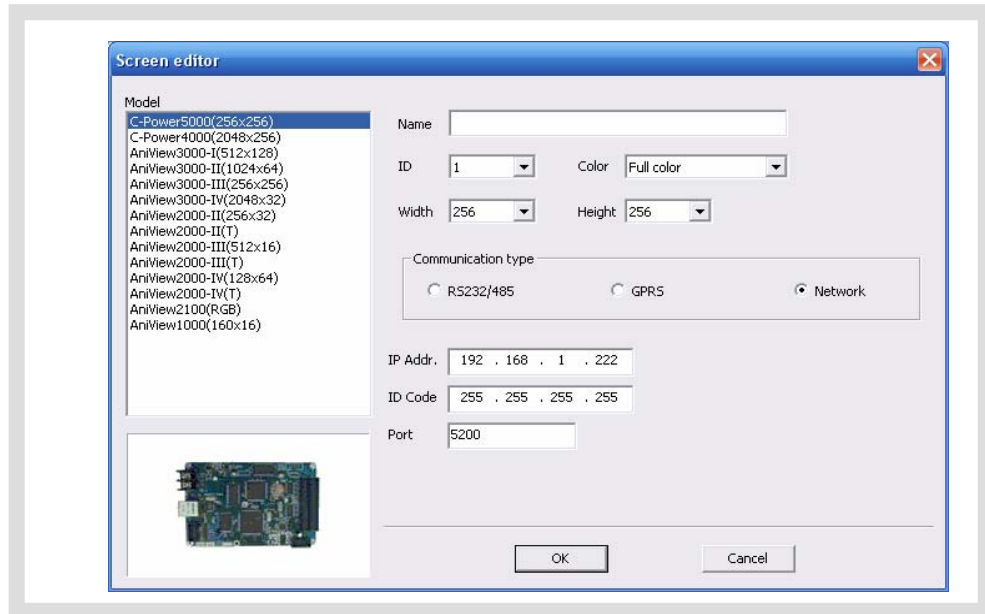 Screen editor
Model
C-Power5000(256x256)
C-Power4000(2048x256)
AniView3000-I(512x128)
AniView3000-II(1024x64)
AniView3000-III(256x256)
AniView3000-IV(2048x32)
AniView2000-II(256x32)
AniView2000-II(T)
AniView2000-III(512x16)
AniView2000-III(T)
AniView2000-IV(128x64)
AniView2000-IV(T)
AniView2100(RGB)
AniView1000(160x16)
Name
ID 1 Color Full color
Width 256 Height 256
Communication type
RS232/485 GPRS Network
IP Addr. 192 . 168 . 1 . 222
ID Code 255 . 255 . 255 . 255
Port 5200
OK Cancel